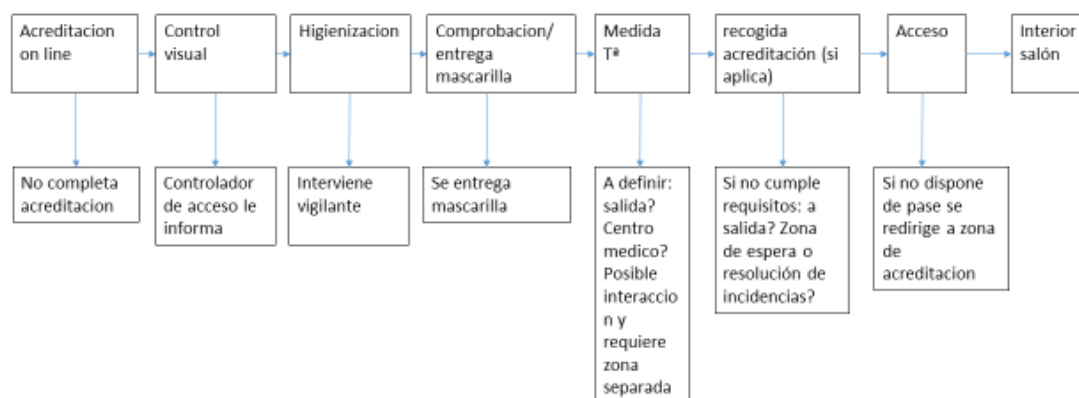 Acreditacion
on line
Control
visual
Higienizacion
Comprobacion/
entrega
mascarilla
Medida
Tª
recogida
acreditación (si
aplica)
Acceso
Interior
salón
No completa
acreditacion
Controlador
de acceso le
informa
Interviene
vigilante
Se entrega
mascarilla
A definir:
salida?
Centro
medico?
Posible
interaccio
n y
requiere
zona
separada
Si no cumple
requisitos: a
salida? Zona
de espera o
resolución de
incidencias?
Si no dispone
de pase se
redirige a zona
de
acreditacion